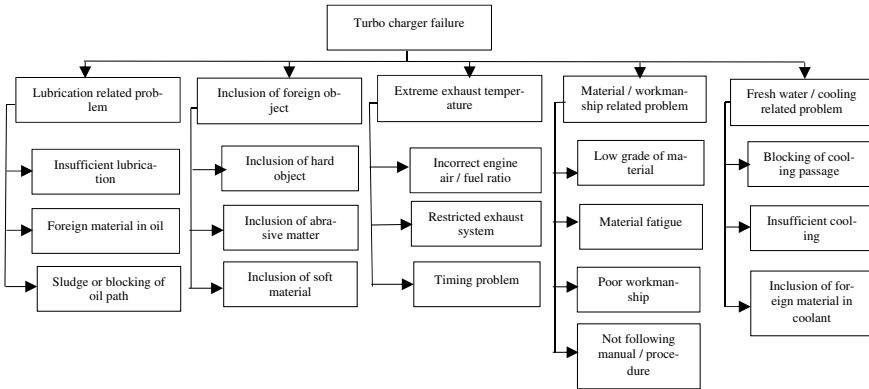 Turbo charger failure
Lubrication related prob-
lem
Insufficient lubrica-
tion
Foreign material in oil
Sludge or blocking of
oil path
Inclusion of foreign ob-
ject
Inclusion of hard
object
Inclusion of abra-
sive matter
Inclusion of soft
material
Extreme exhaust temper-
ature
Incorrect engine
air / fuel ratio
Restricted exhaust
system
Timing problem
Material / workman-
ship related problem
Low grade of ma-
terial
Material fatigue
Poor workman-
ship
Not following
manual / proce-
dure
Fresh water / cooling
related problem
Blocking of cool-
ing passage
Insufficient cool-
ing
Inclusion of for-
eign material in
coolant